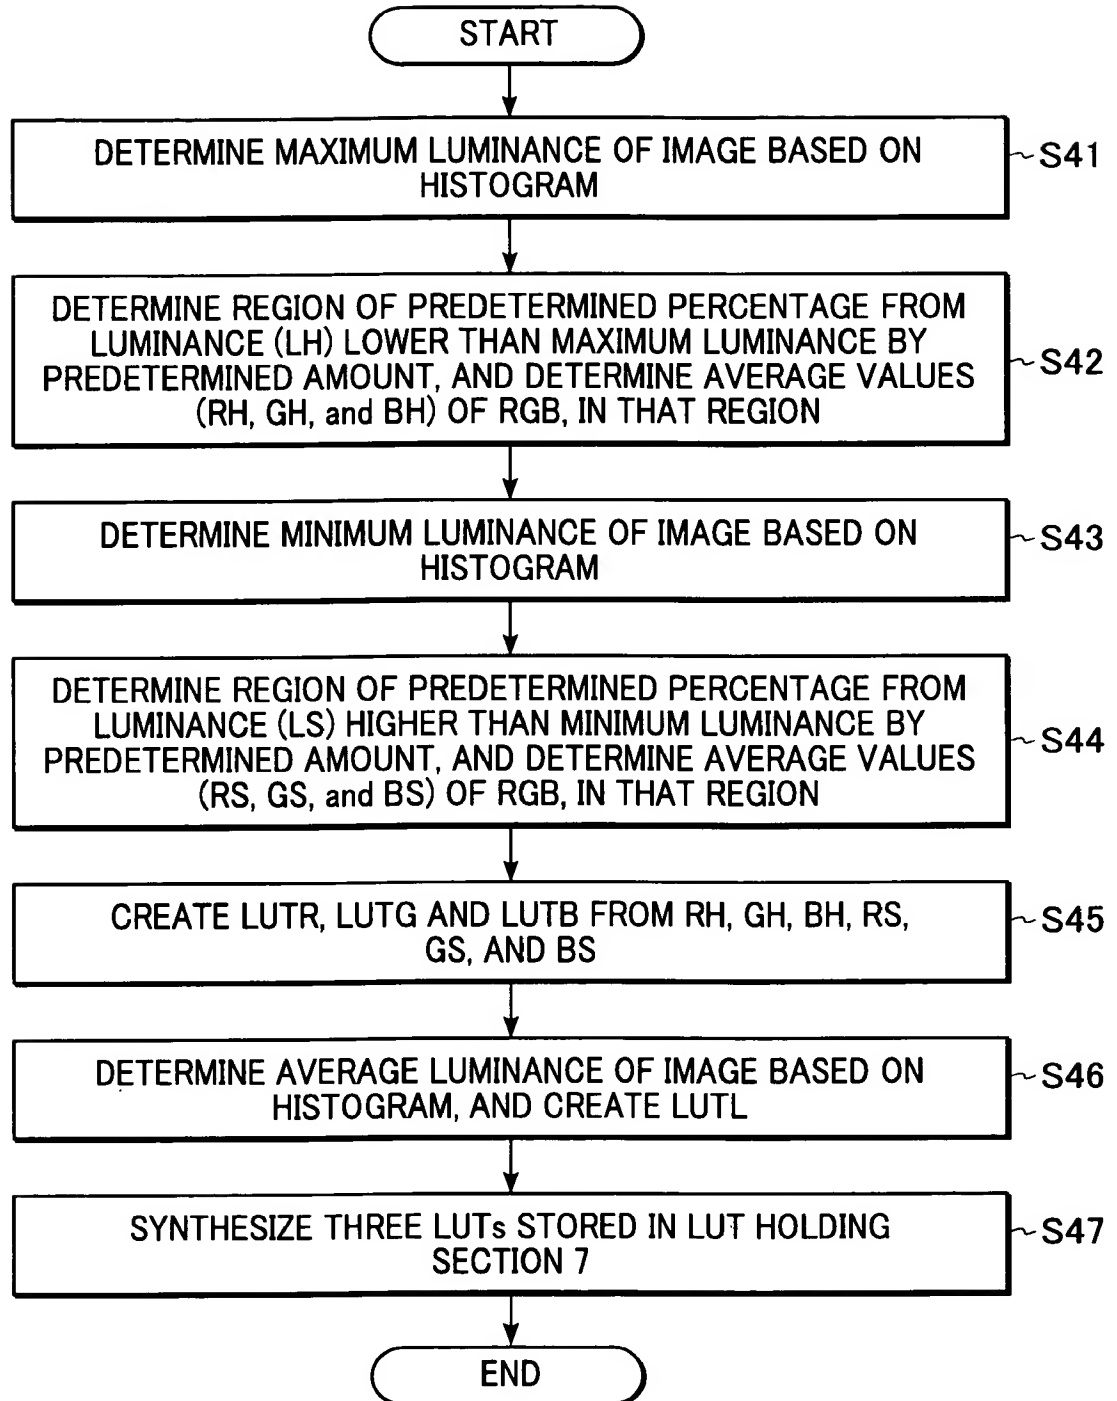 START
DETERMINE MAXIMUM LUMINANCE OF IMAGE BASED ON
HISTOGRAM
S41
DETERMINE REGION OF PREDETERMINED PERCENTAGE FROM
LUMINANCE (LH) LOWER THAN MAXIMUM LUMINANCE BY
PREDETERMINED AMOUNT, AND DETERMINE AVERAGE VALUES
(RH, GH, and BH) OF RGB, IN THAT REGION
S42
DETERMINE MINIMUM LUMINANCE OF IMAGE BASED ON
HISTOGRAM
S43
DETERMINE REGION OF PREDETERMINED PERCENTAGE FROM
LUMINANCE (LS) HIGHER THAN MINIMUM LUMINANCE BY
PREDETERMINED AMOUNT, AND DETERMINE AVERAGE VALUES
(RS, GS, and BS) OF RGB, IN THAT REGION
S44
CREATE LUTR, LUTG AND LUTB FROM RH, GH, BH, RS,
GS, AND BS
S45
DETERMINE AVERAGE LUMINANCE OF IMAGE BASED ON
HISTOGRAM, AND CREATE LUTL
S46
SYNTHESIZE THREE LUTs STORED IN LUT HOLDING
SECTION 7
S47
END